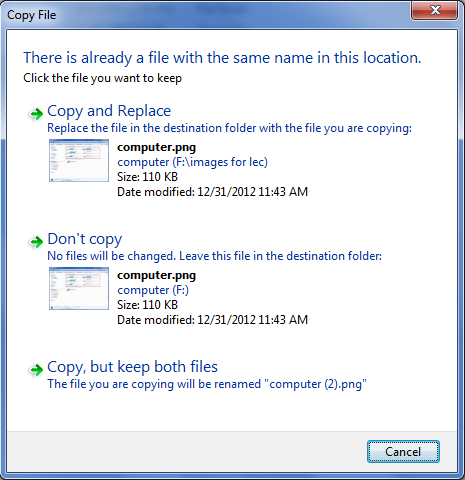 Copy File
There is already a file with the same name in this location.
Click the file you want to keep
Copy and Replace
Replace the file in the destination folder with the file you are copying:
computer.png
computer (F:\images for lec)
Size: 110 KB
Date modified: 12/31/2012 11:43 AM
Don't copy
No files will be changed. Leave this file in the destination folder:
computer.png
computer (F:)
Size: 110 KB
Date modified: 12/31/2012 11:43 AM
Copy, but keep both files
The file you are copying will be renamed "computer (2).png"
Cancel